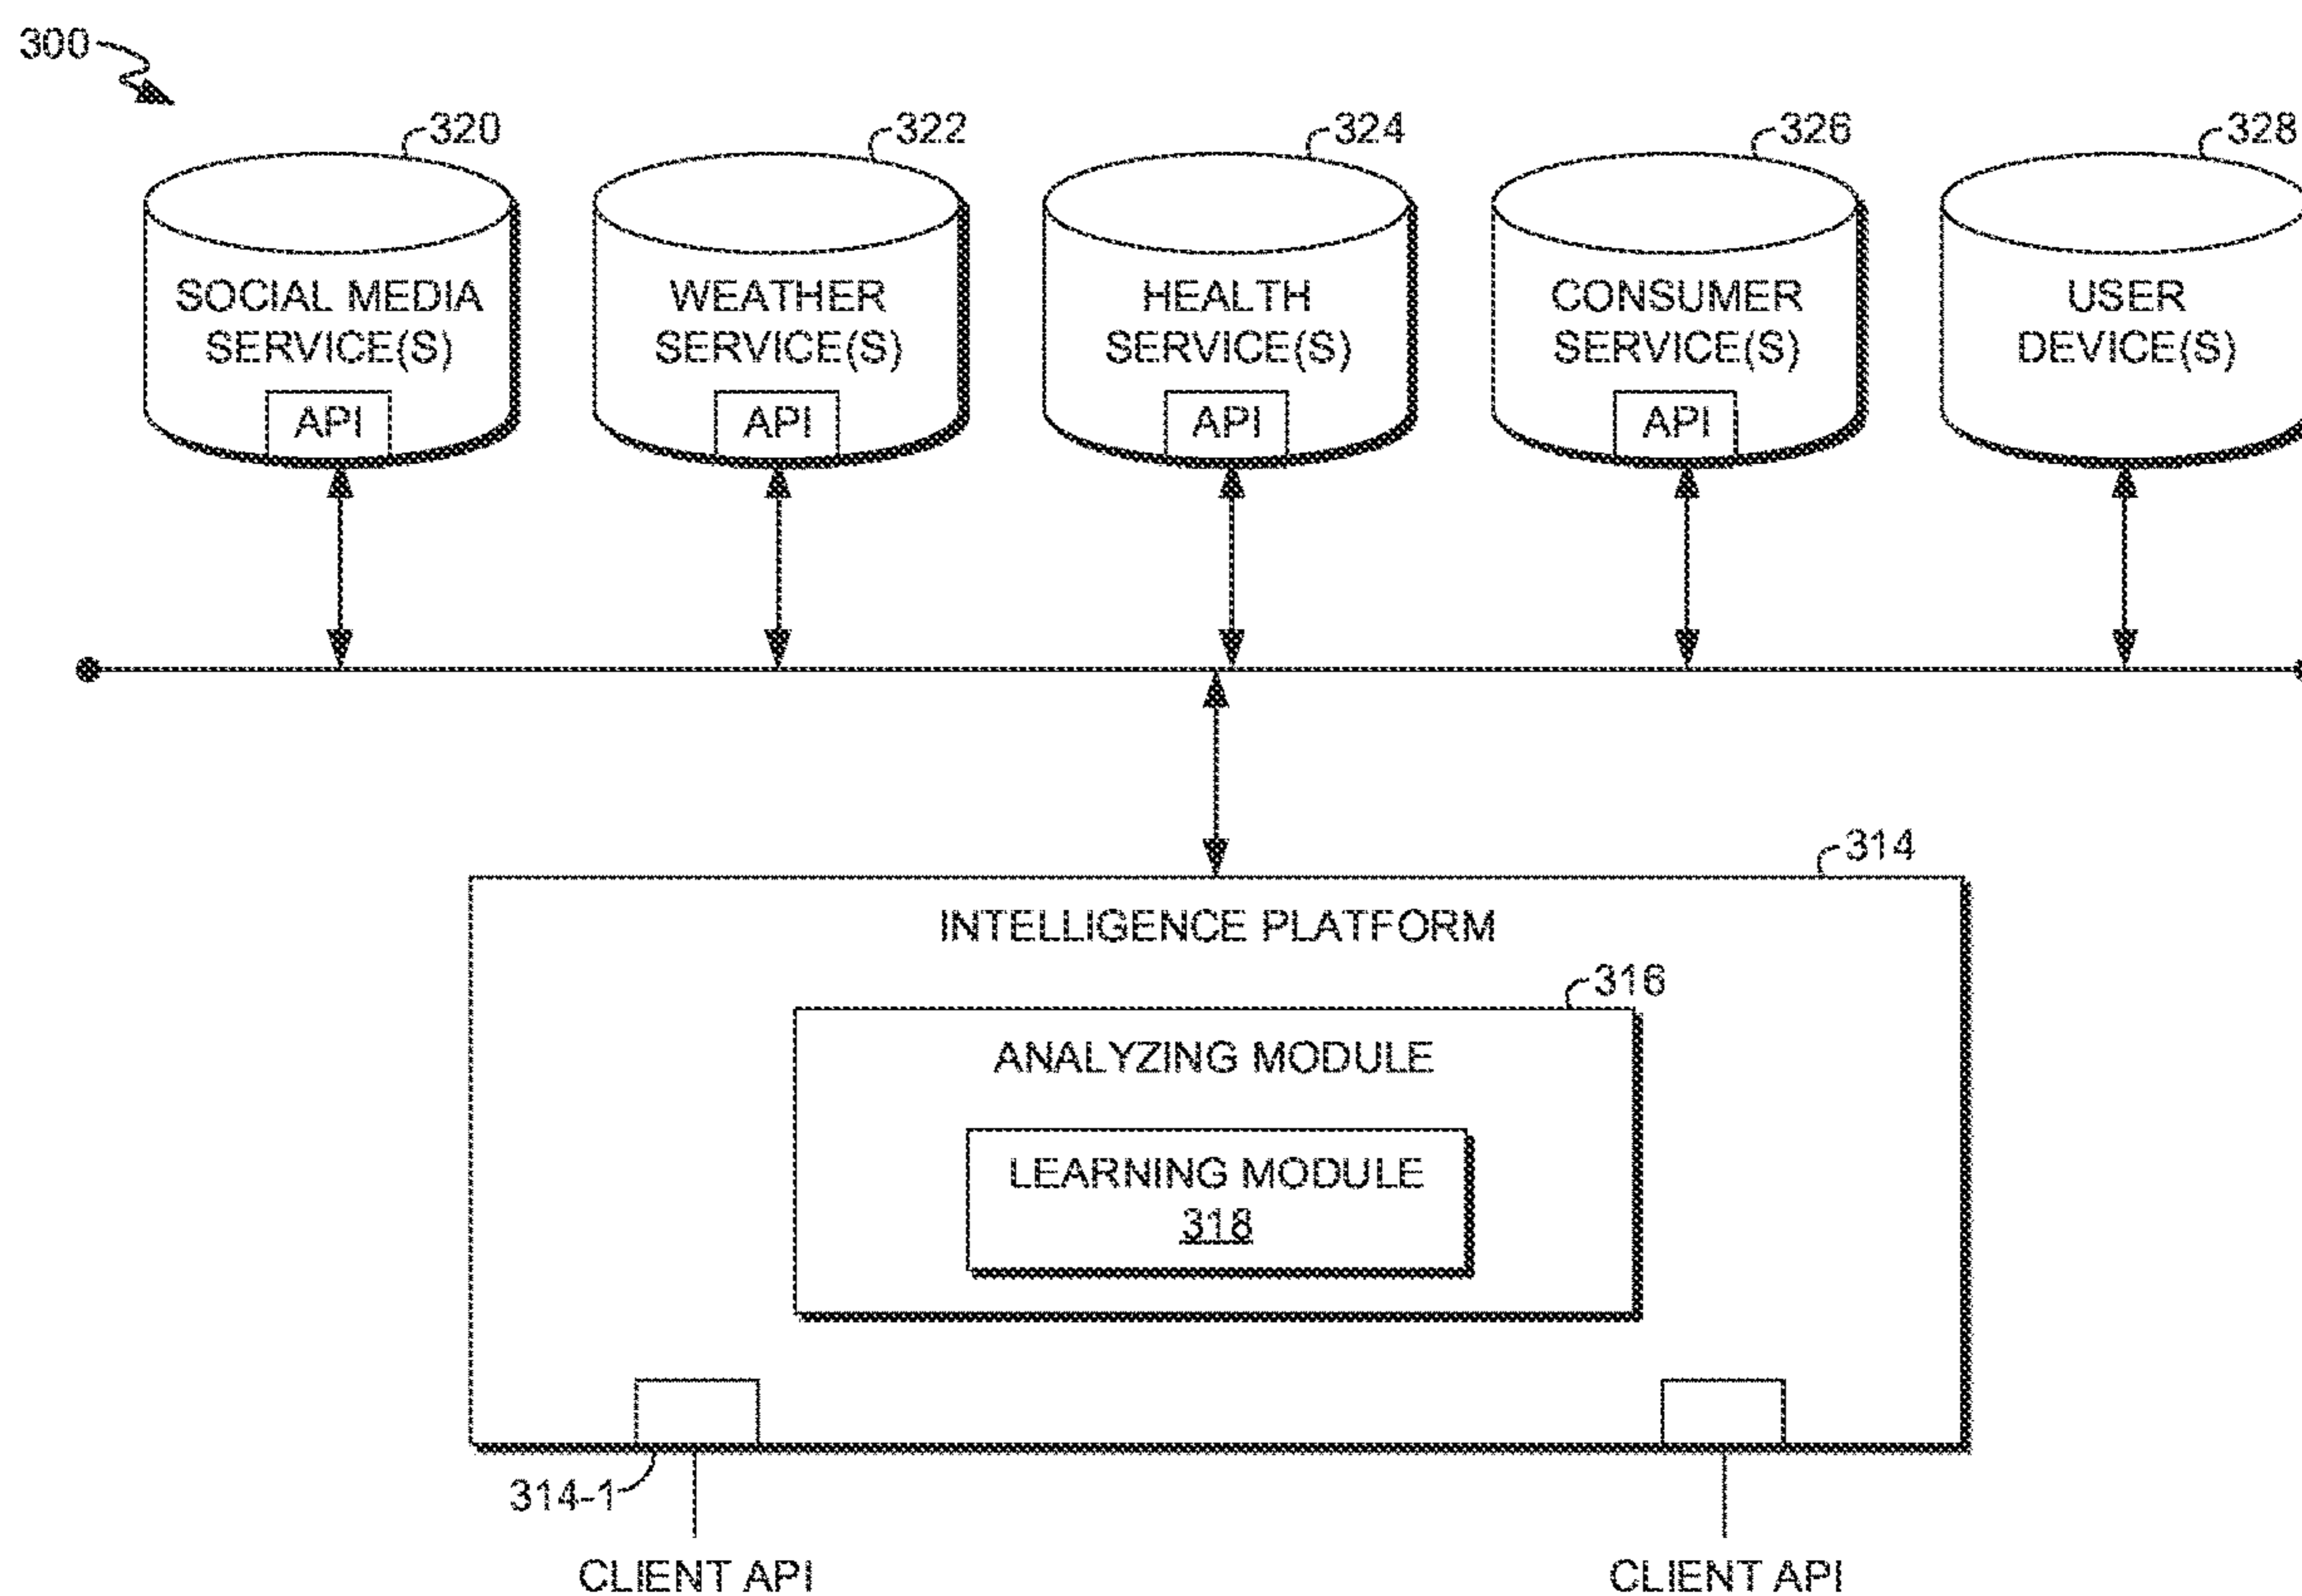 300
320
322
324
326
328
SOCIAL MEDIA
SERVICE(S)
API
WEATHER
SERVICE(S)
API
HEALTH
SERVICE(S)
API
CONSUMER
SERVICE(S)
API
USER
DEVICE(S)
314
INTELLIGENCE PLATFORM
316
ANALYZING MODULE
LEARNING MODULE
318
314-1
CLIENT API
CLIENT API